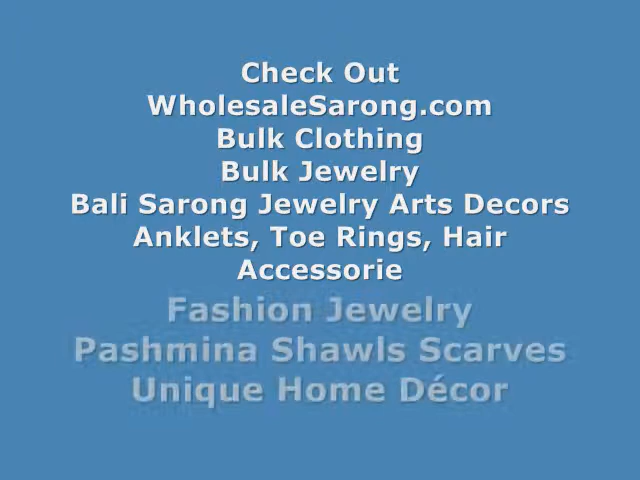 Check Out
WholesaleSarong.com
Bulk Clothing
Bulk Jewelry
Bali Sarong Jewelry Arts Decors
Anklets, Toe Rings, Hair
Accessorie
Fashion Jewelry
Pashmina Shawls Scarves
Unique Home Décor